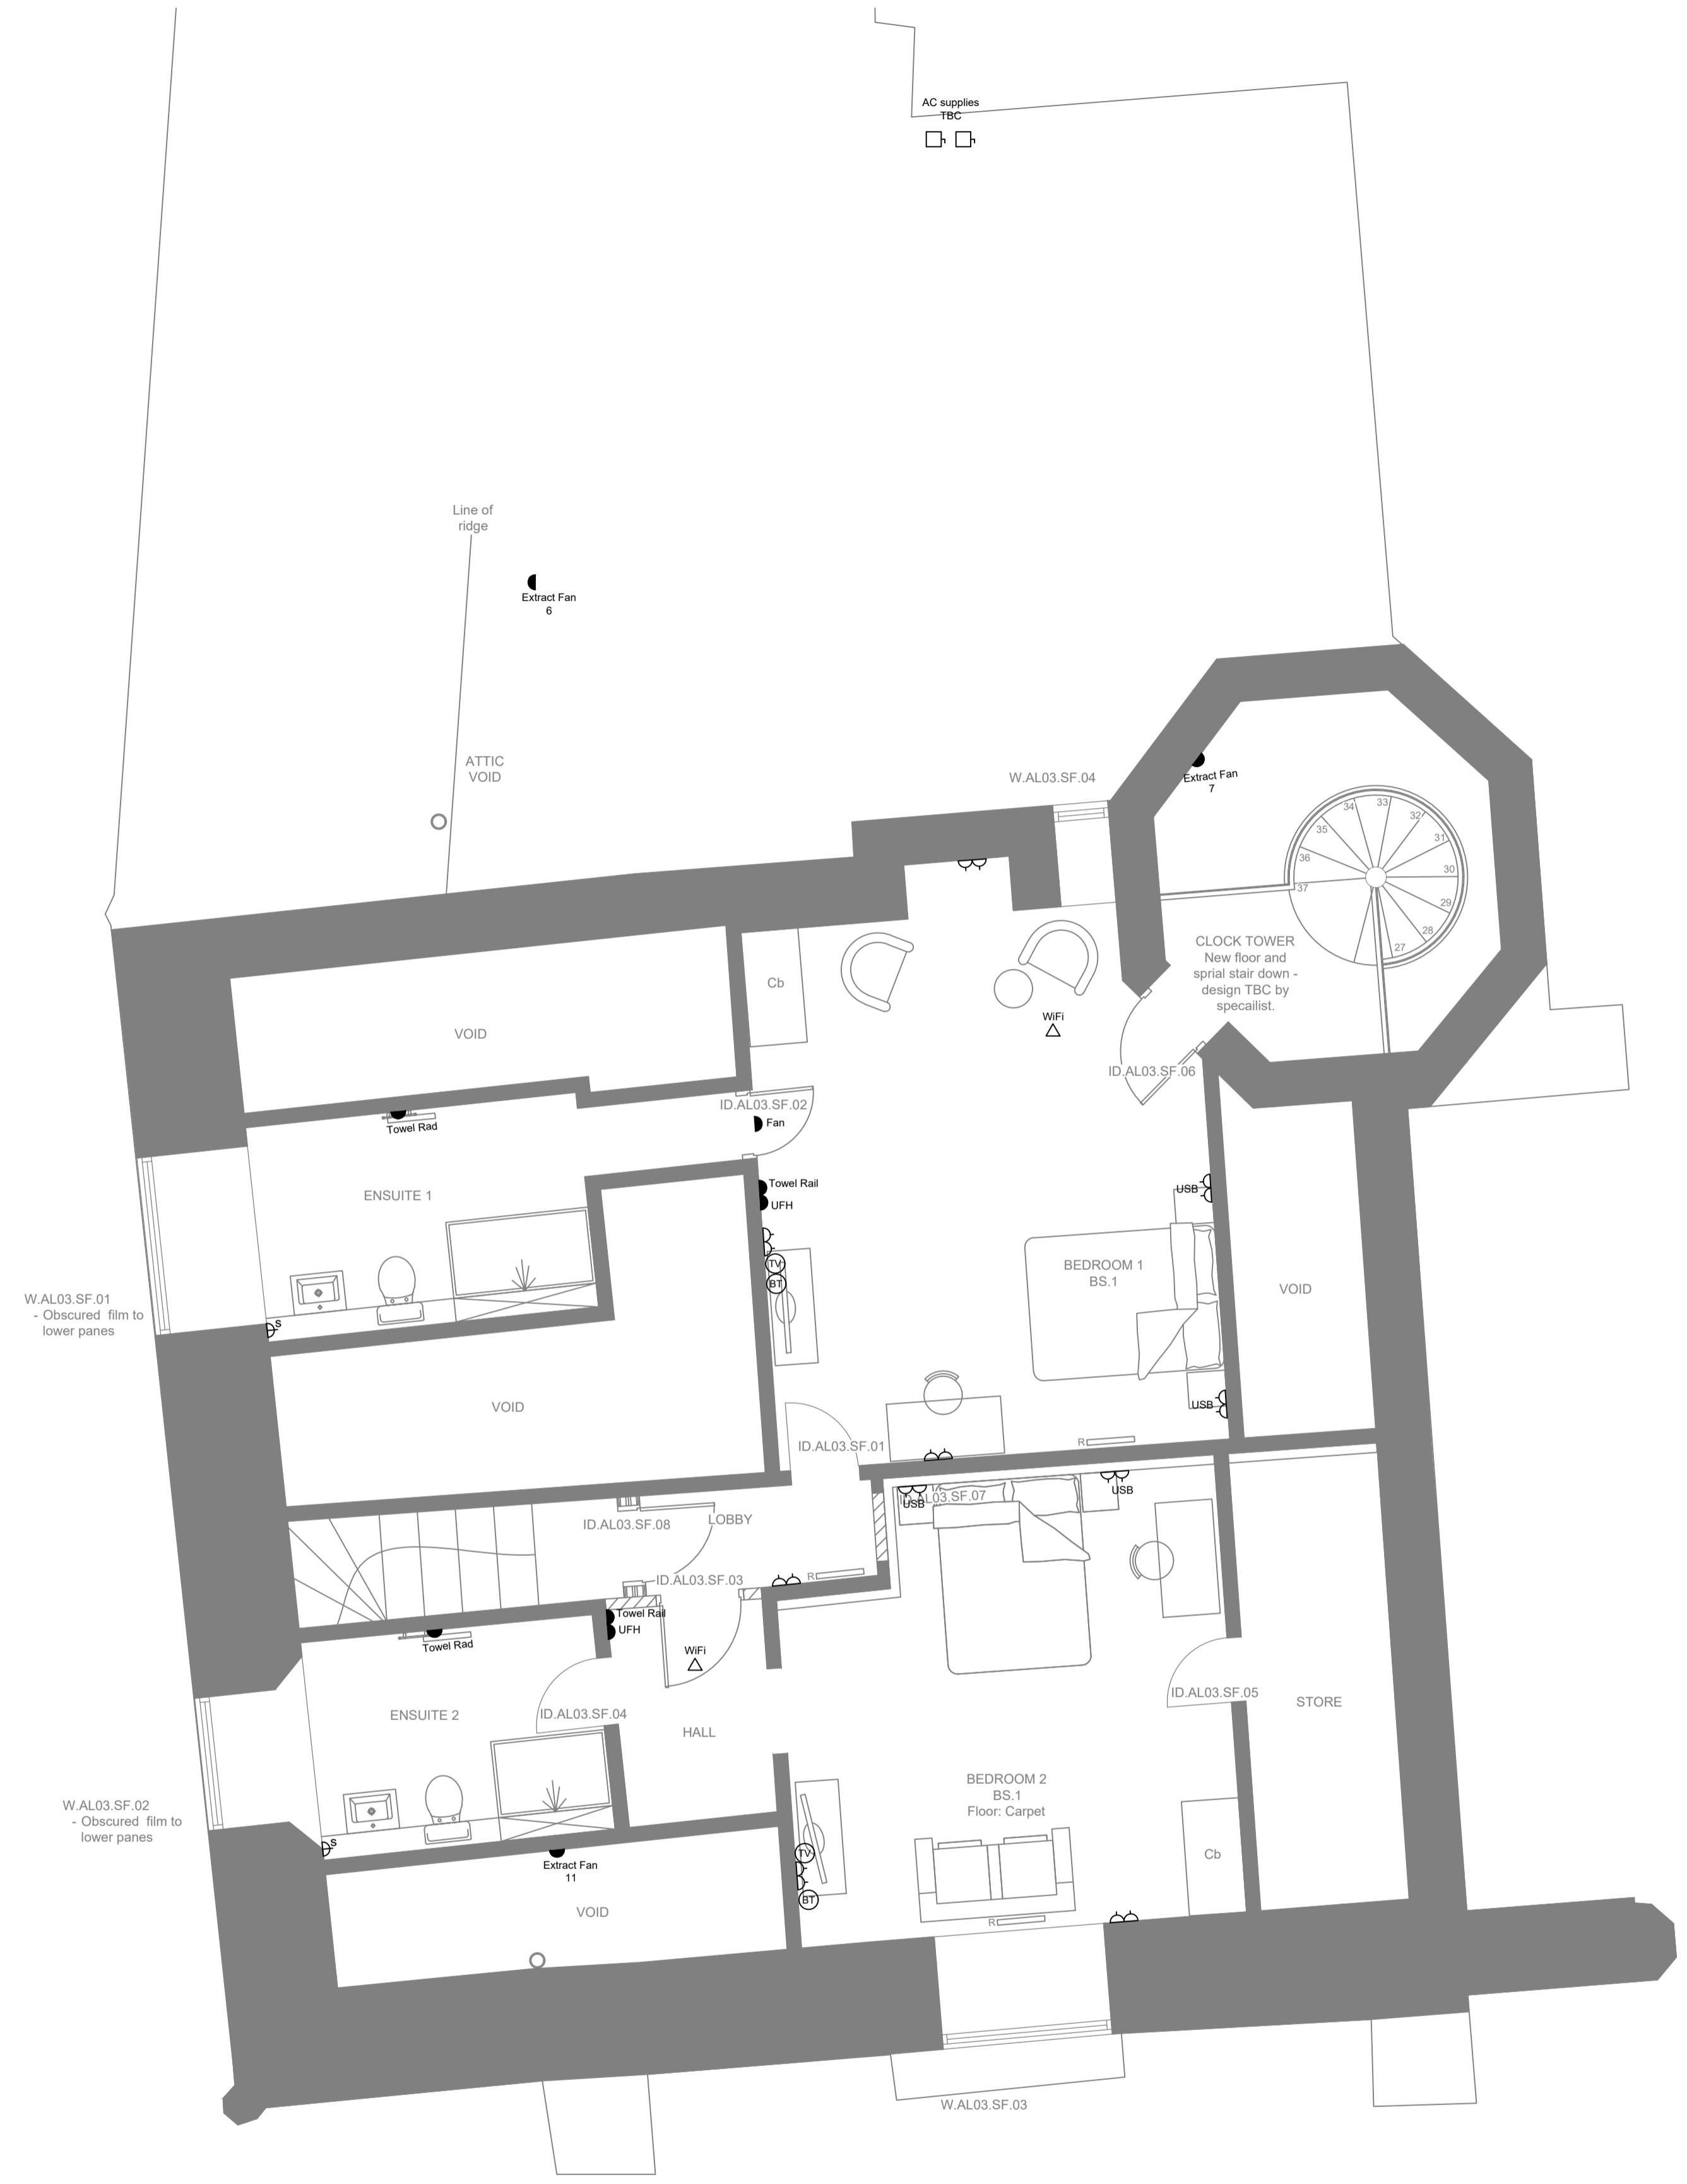 AC supplies
TBC
Line of
ridge
Extract Fan
6
ATTIC
VOID
W.AL03.SF.04
Extract Fan
7
34
33
32
35
31
36
30
37
29
28
27
CLOCK TOWER
New floor and
sprial stair down -
design TBC by
specailist.
Cb
VOID
WiFi
ID.AL03.SF.06
ID.AL03.SF.02
Fan
Towel Rad
Towel Rail
UFH
USB
ENSUITE 1
TV
BT
BEDROOM 1
BS.1
VOID
W.AL03.SF.01
- Obscured film to
lower panes
S
VOID
USB
ID.AL03.SF.01
R
ID.AL03.SF.08
LOBBY
USB
ID.AL03.SF.07
USB
ID.AL03.SF.03
R
Towel Rail
UFH
Towel Rad
WiFi
ENSUITE 2
ID.AL03.SF.04
HALL
ID.AL03.SF.05
STORE
BEDROOM 2
BS.1
Floor: Carpet
W.AL03.SF.02
- Obscured film to
lower panes
S
TV
BT
Cb
Extract Fan
11
VOID
R
W.AL03.SF.03